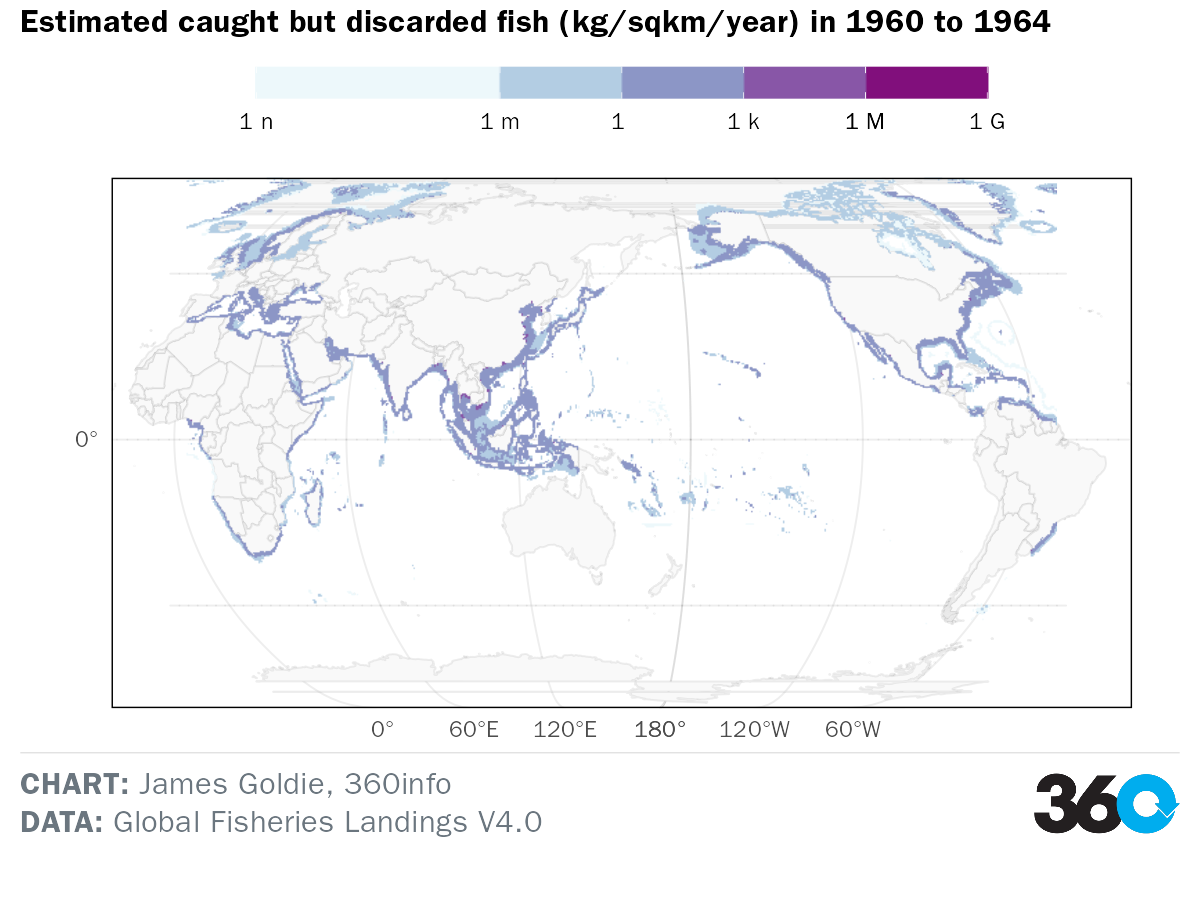 Estimated caught but discarded fish (kg/sqkm/year) in 1960 to 1964
1 n 1 m 1 1 k 1 M 1 G
0°
0° 60°E 120°E 180° 120°W 60°W
CHART: James Goldie, 360info
DATA: Global Fisheries Landings V4.0
360